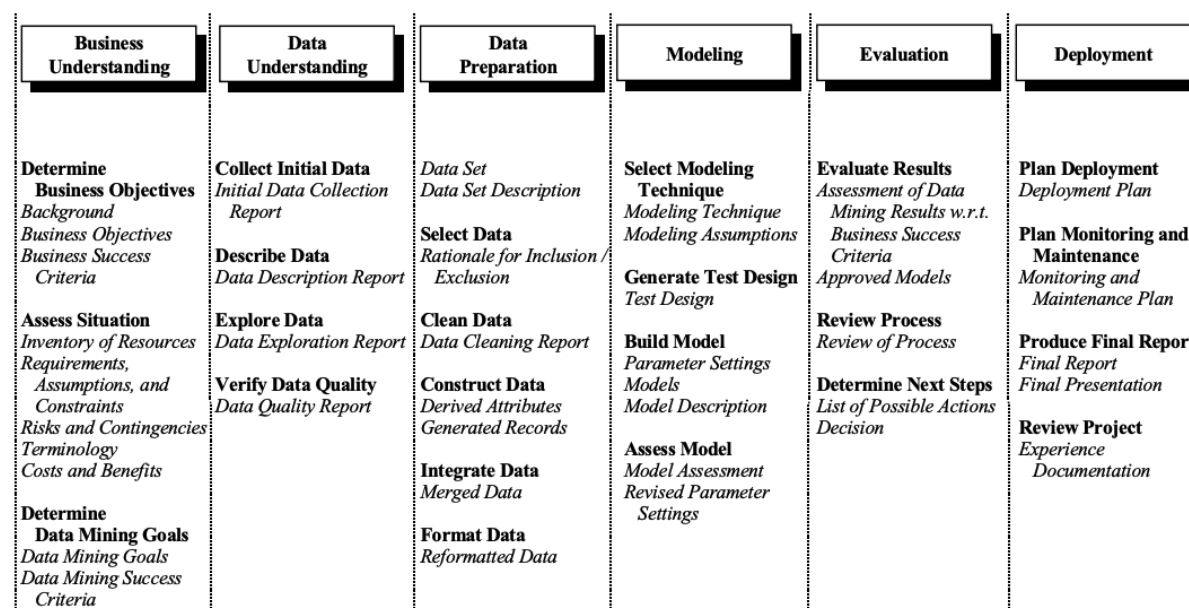 Business
Understanding
Data
Understanding
Data
Preparation
Modeling
Evaluation
Deployment
Determine
Business Objectives
Background
Business Objectives
Business Success
Criteria
Assess Situation
Inventory of Resources
Requirements,
Assumptions, and
Constraints
Risks and Contingencies
Terminology
Costs and Benefits
Determine
Data Mining Goals
Data Mining Goals
Data Mining Success
Criteria
Collect Initial Data
Initial Data Collection
Report
Describe Data
Data Description Report
Explore Data
Data Exploration Report
Verify Data Quality
Data Quality Report
Data Set
Data Set Description
Select Data
Rationale for Inclusion /
Exclusion
Clean Data
Data Cleaning Report
Construct Data
Derived Attributes
Generated Records
Integrate Data
Merged Data
Format Data
Reformatted Data
Select Modeling
Technique
Modeling Technique
Modeling Assumptions
Generate Test Design
Test Design
Build Model
Parameter Settings
Models
Model Description
Assess Model
Model Assessment
Revised Parameter
Settings
Evaluate Results
Assessment of Data
Mining Results w.r.t.
Business Success
Criteria
Approved Models
Review Process
Review of Process
Determine Next Steps
List of Possible Actions
Decision
Plan Deployment
Deployment Plan
Plan Monitoring and
Maintenance
Monitoring and
Maintenance Plan
Produce Final Repor
Final Report
Final Presentation
Review Project
Experience
Documentation